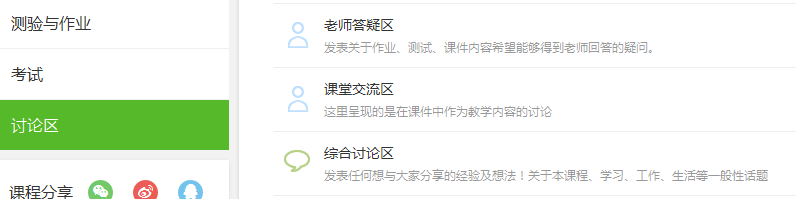 测验与作业
考试
讨论区
课程分享
老师答疑区
发表关于作业、测试、课件内容希望能够得到老师回答的疑问。
课堂交流区
这里呈现的是在课件中作为教学内容的讨论
综合讨论区
发表任何想与大家分享的经验及想法！关于本课程、学习、工作、生活等一般性话题